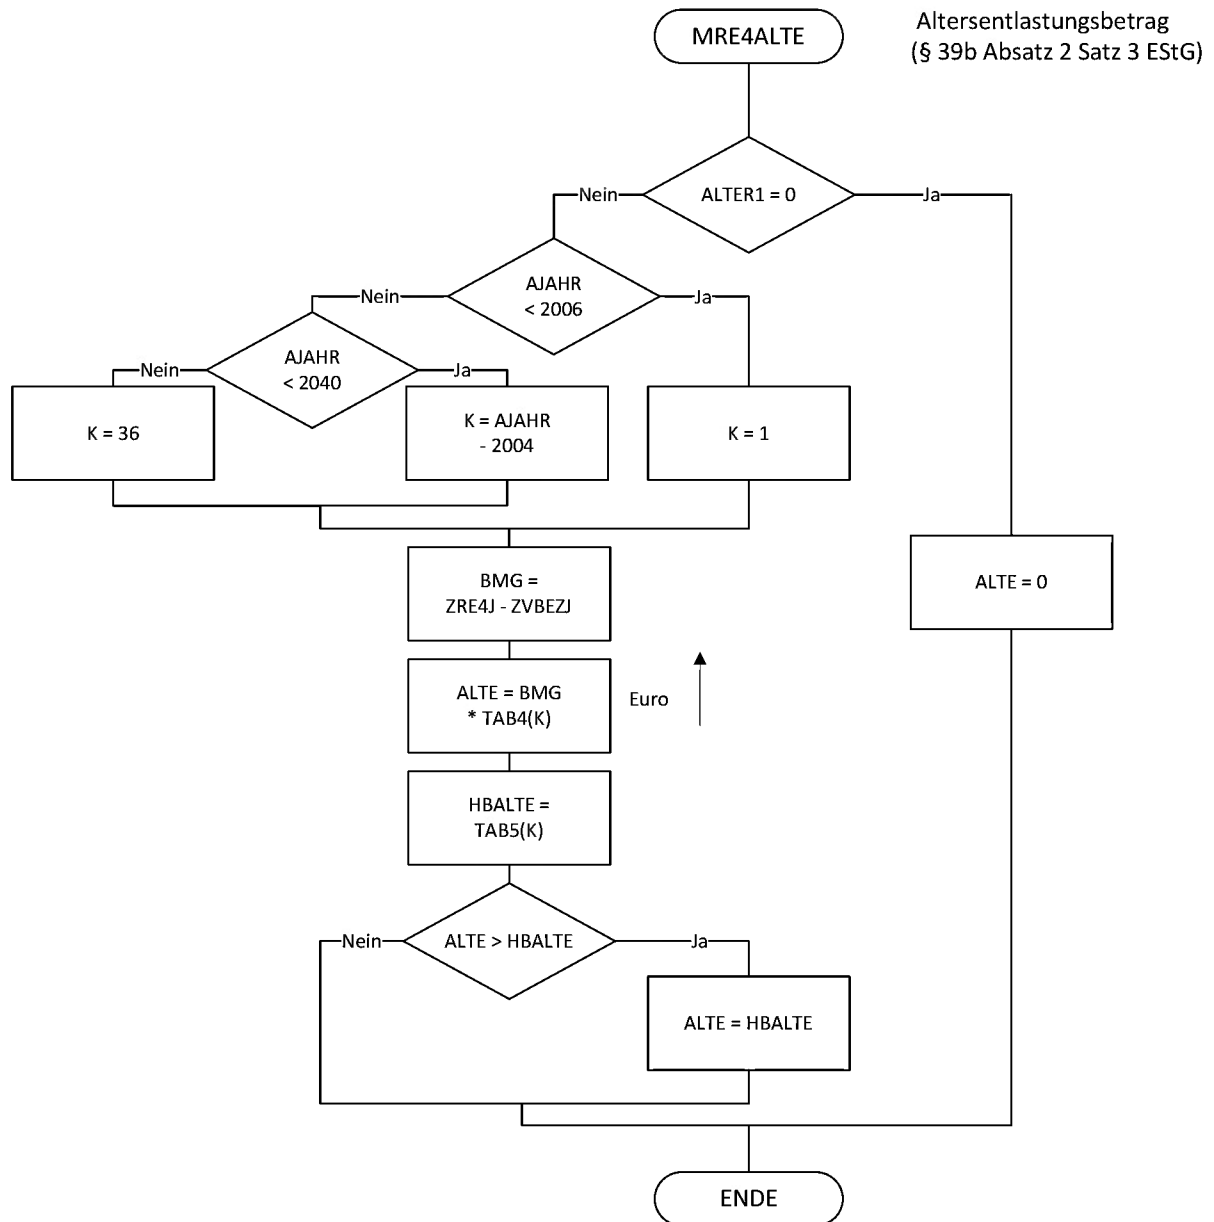 MRE4ALTE
Altersentlastungsbetrag
(§ 39b Absatz 2 Satz 3 EStG)
ALTER1 = 0
Nein
Ja
AJAHR
< 2006
Nein
Ja
AJAHR
< 2040
Nein
Ja
K = 36
K = AJAHR
- 2004
K = 1
BMG =
ZRE4J - ZVBEZJ
ALTE = 0
ALTE = BMG
* TAB4(K)
Euro
HBALTE =
TAB5(K)
ALTE > HBALTE
Nein
Ja
ALTE = HBALTE
ENDE